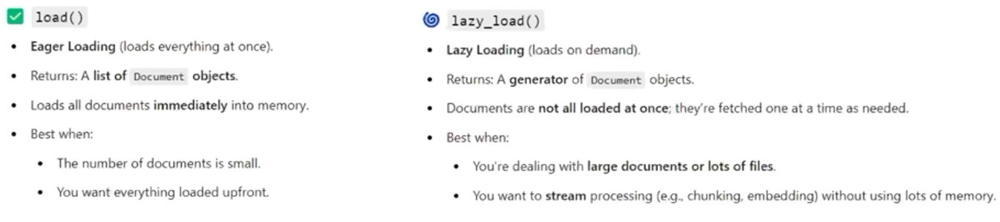 load()
• Eager Loading (loads everything at once).
• Returns: A list of Document objects.
• Loads all documents immediately into memory.
• Best when:
• The number of documents is small.
• You want everything loaded upfront.
lazy_load()
• Lazy Loading (loads on demand).
• Returns: A generator of Document objects.
• Documents are not all loaded at once; they're fetched one at a time as needed.
• Best when:
• You're dealing with large documents or lots of files.
• You want to stream processing (e.g., chunking, embedding) without using lots of memory.